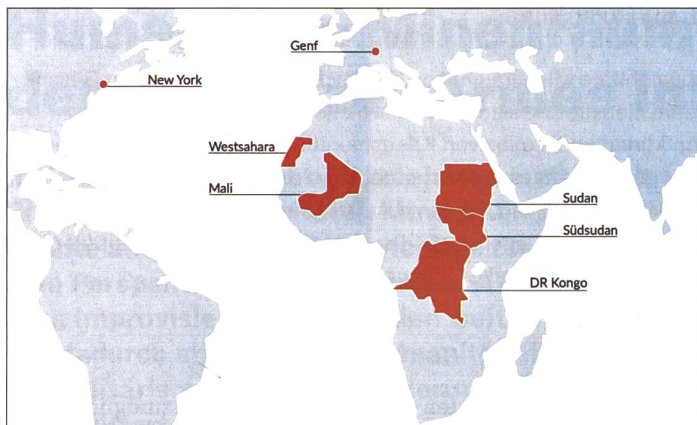 Genf
New York
Westsahara
Mali
Sudan
Südsudan
DR Kongo